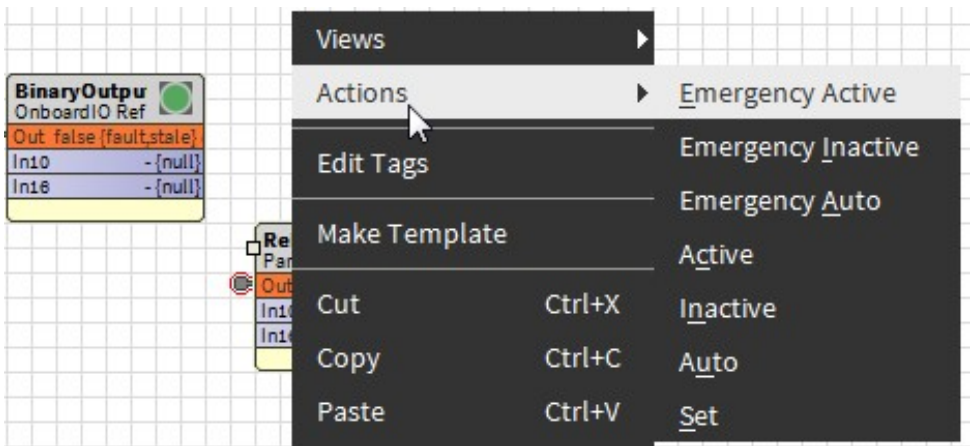 BinaryOutpu
OnboardIO Ref
Out false {fault,stale}
In10 - {null}
In16 - {null}
Out
Views
Actions
Edit Tags
Make Template
Cut Ctrl+X
Copy Ctrl+C
Paste Ctrl+V
Emergency Active
Emergency Inactive
Emergency Auto
Active
Inactive
Auto
Set